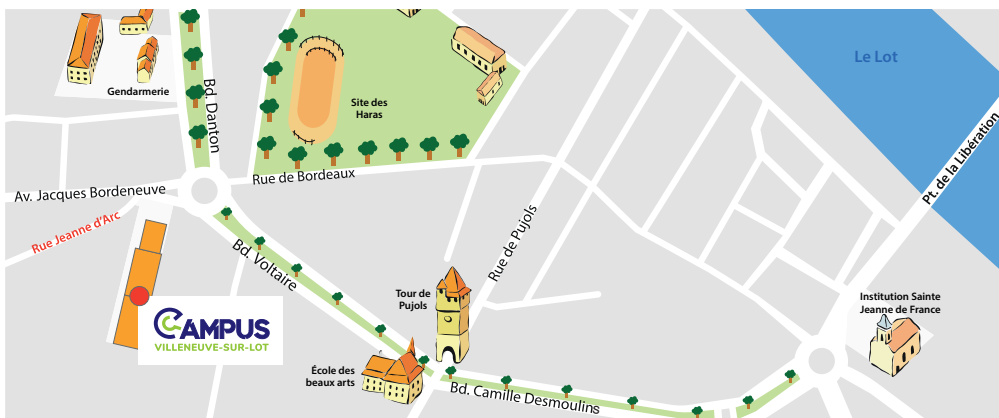 Le Lot
Gendarmerie
Bd. Danton
Site des
Haras
Pt. de la Libération
Rue de Bordeaux
Av. Jacques Bordeneuve
Rue Jeanne d'Arc
Bd. Voltaire
Rue de Pujols
Tour de
Pujols
Institution Sainte
Jeanne de France
CAMPUS
VILLENEUVE-SUR-LOT
École des
beaux arts
Bd. Camille Desmoulins